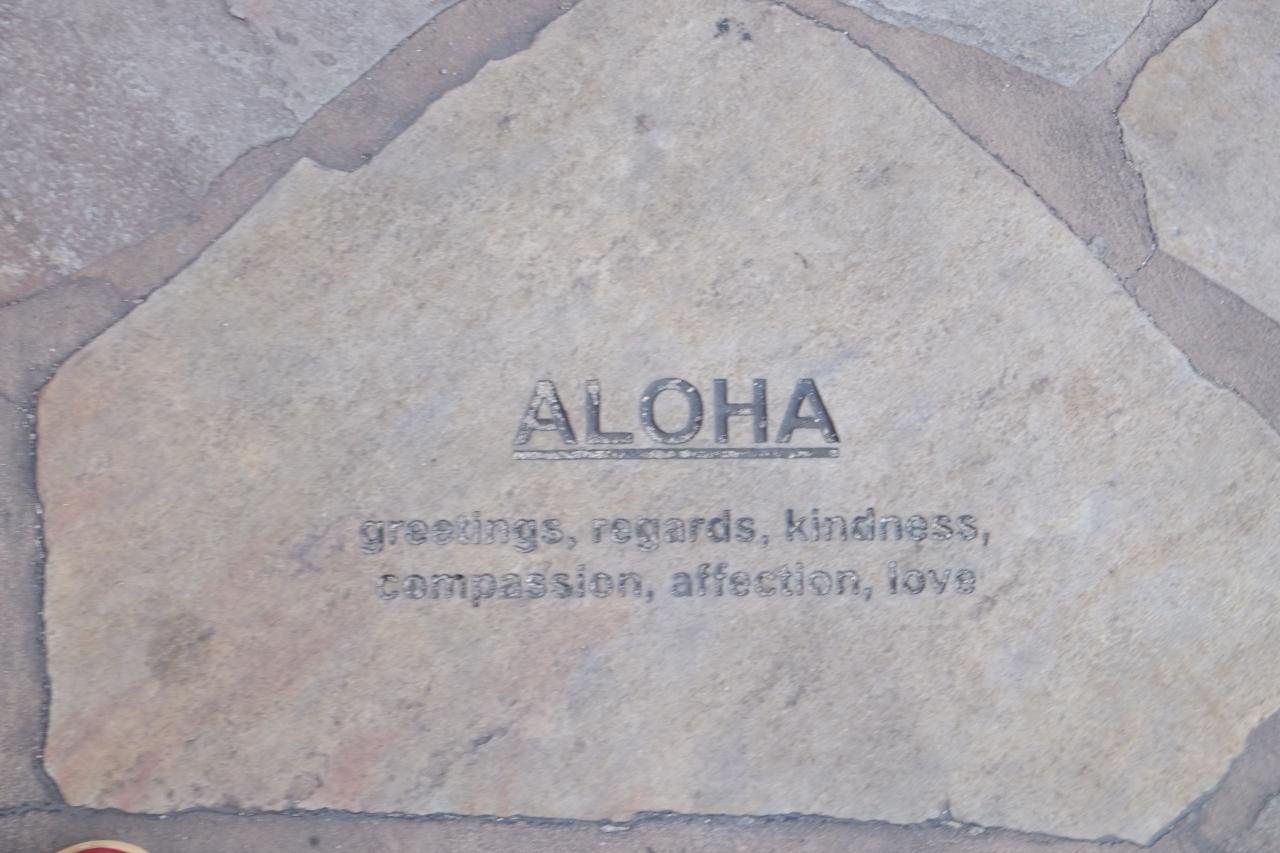 ALOHA
greetings, regards, kindness,
compassion, affection, love